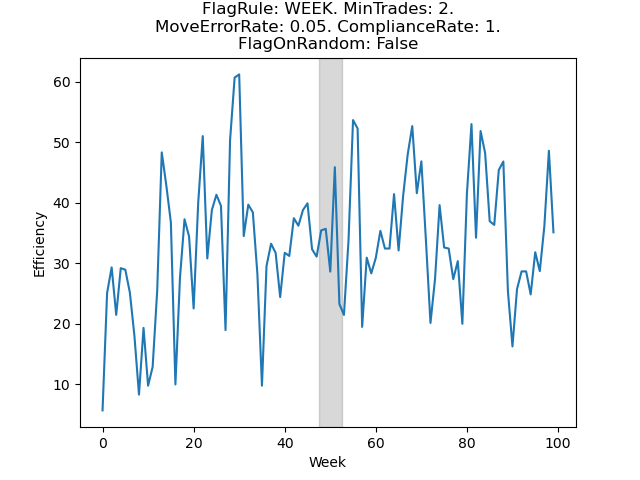 FlagRule: WEEK. MinTrades: 2.
MoveErrorRate: 0.05. ComplianceRate: 1.
FlagOnRandom: False
60
50
40
30
20
10
Efficiency
0 20 40 60 80 100
Week